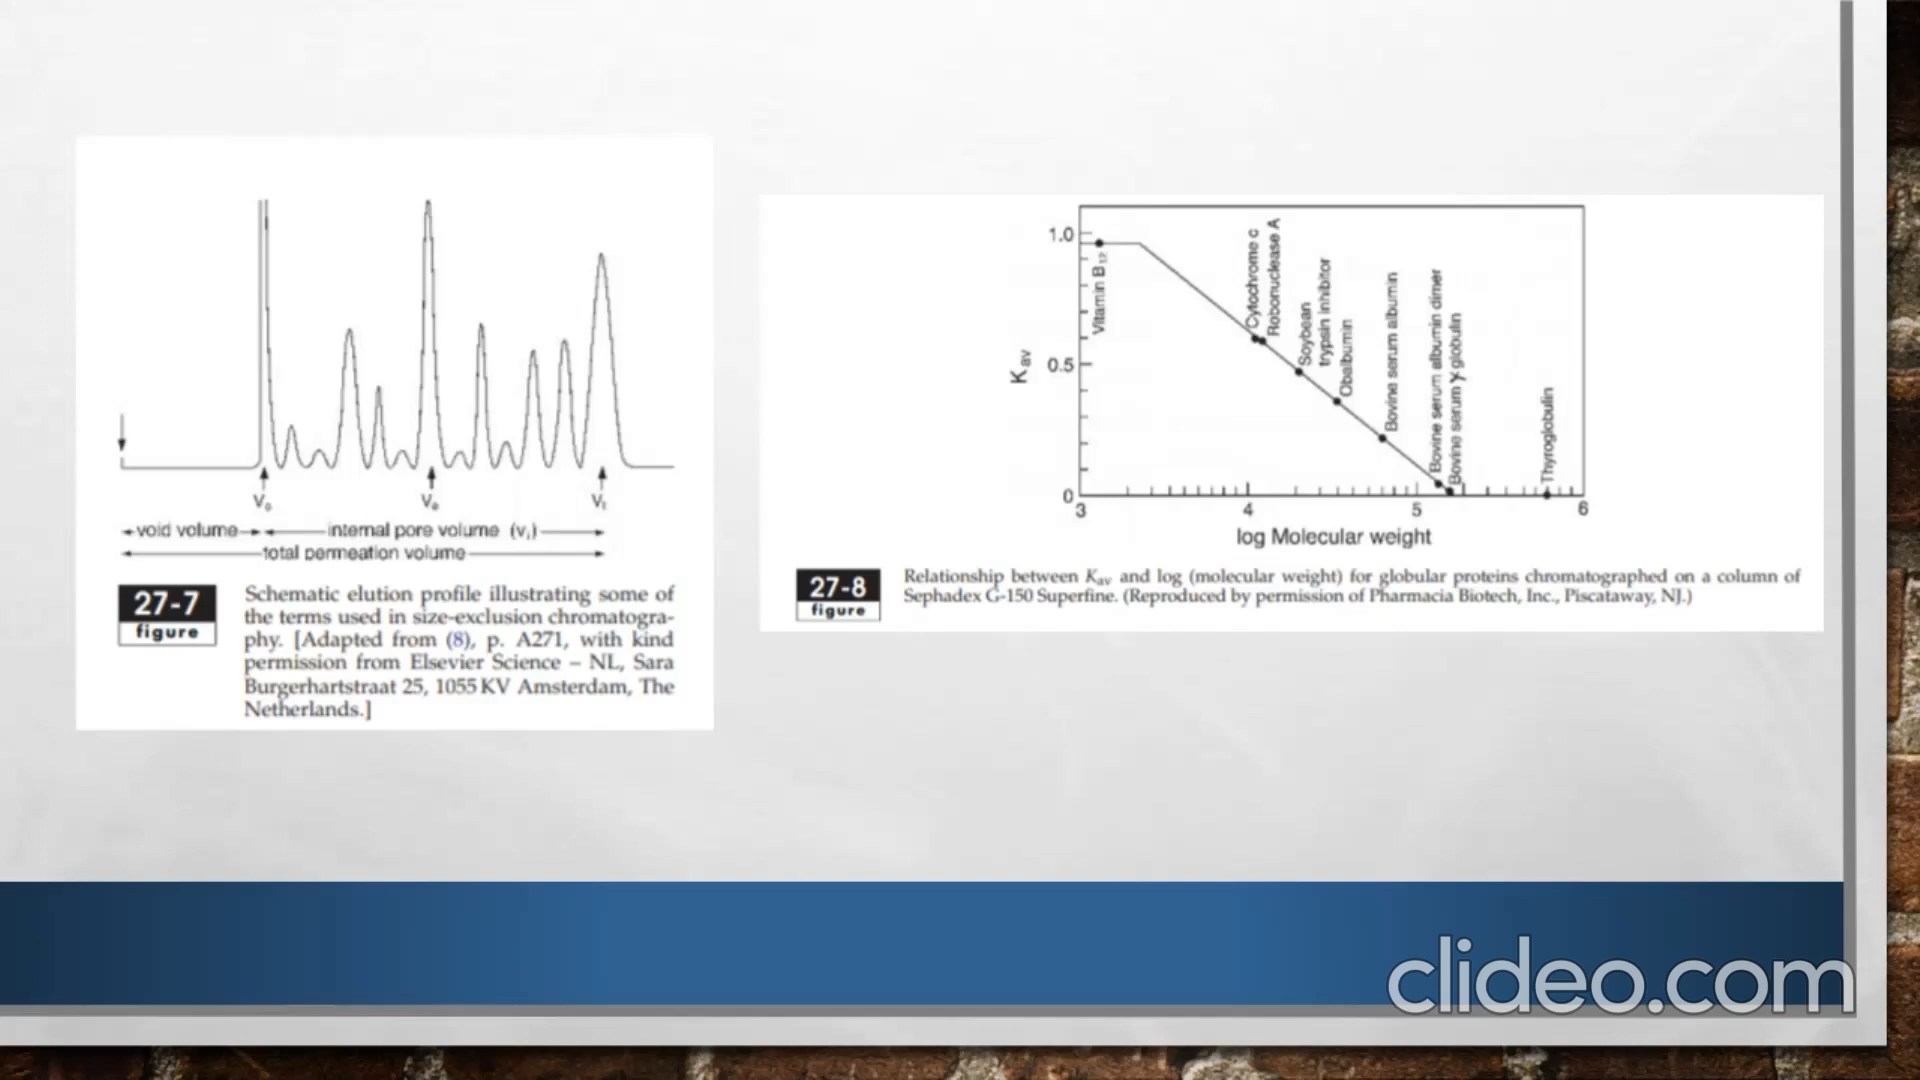 V₀
Vₑ
Vₜ
void volume
internal pore volume (vᵢ)
total permeation volume
27-7
figure
Schematic elution profile illustrating some of
the terms used in size-exclusion chromatogra-
phy. [Adapted from (8), p. A271, with kind
permission from Elsevier Science – NL, Sara
Burgerhartstraat 25, 1055 KV Amsterdam, The
Netherlands.]
Kav
1.0
0.5
0
Vitamin B₁₂
Cytochrome c
Robonuclease A
Soybean
trypsin inhibitor
Obalbumin
Bovine serum albumin
Bovine serum albumin dimer
Bovine serum γ globulin
Thyroglobulin
3
4
5
6
log Molecular weight
27-8
figure
Relationship between Kav and log (molecular weight) for globular proteins chromatographed on a column of
Sephadex G-150 Superfine. (Reproduced by permission of Pharmacia Biotech, Inc., Piscataway, NJ.)
clideo.com